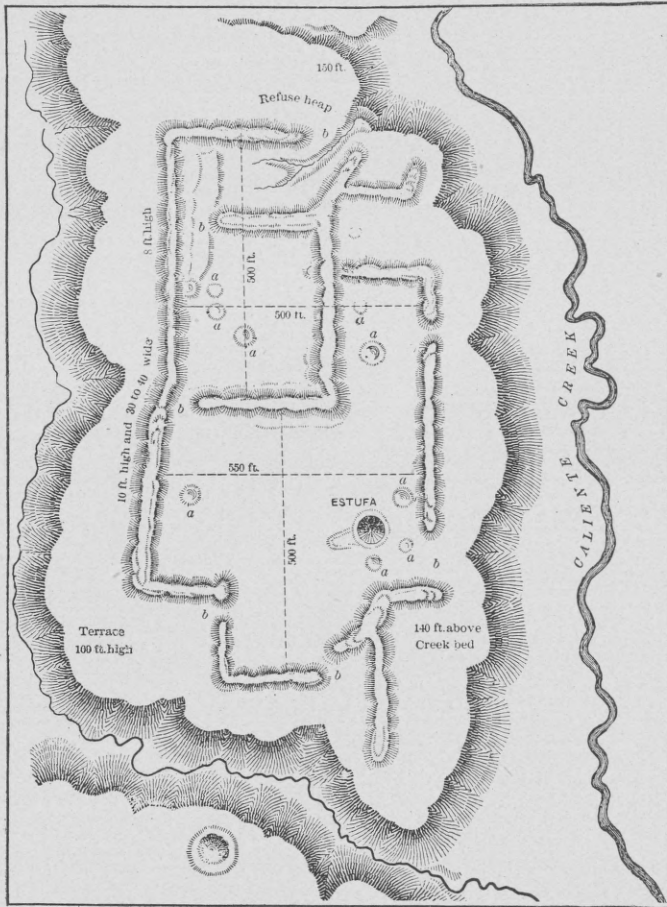 150 ft.
Refuse heap
b
8 ft. high
b
500 ft.
a
500 ft.
a
a
a
a
10 ft. high and 30 to 40 wide
b
550 ft.
a
a
ESTUFA
500 ft.
a
a
b
b
Terrace
100 ft. high
140 ft. above
Creek bed
b
CALIENTE CREEK